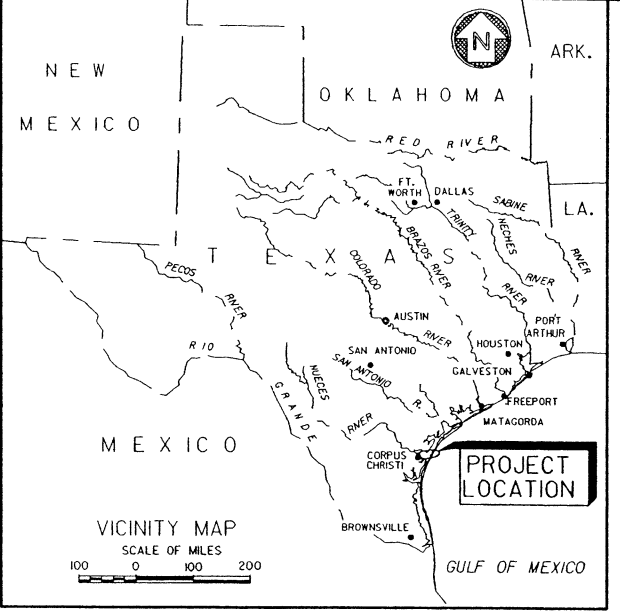 N
ARK.
NEW
MEXICO
OKLAHOMA
RED RIVER
FT.
WORTH
DALLAS
SABINE
RIVER
LA.
TRINITY
RIVER
NECHES
RIVER
BRAZOS RIVER
TEXAS
PECOS
RIVER
COLORADO
RIVER
AUSTIN
PORT
ARTHUR
HOUSTON
RIO
GRANDE
SAN ANTONIO
SAN ANTONIO
R.
GALVESTON
NUECES
RIVER
FREEPORT
MATAGORDA
MEXICO
CORPUS
CHRISTI
PROJECT
LOCATION
VICINITY MAP
SCALE OF MILES
100 0 100 200
BROWNSVILLE
GULF OF MEXICO